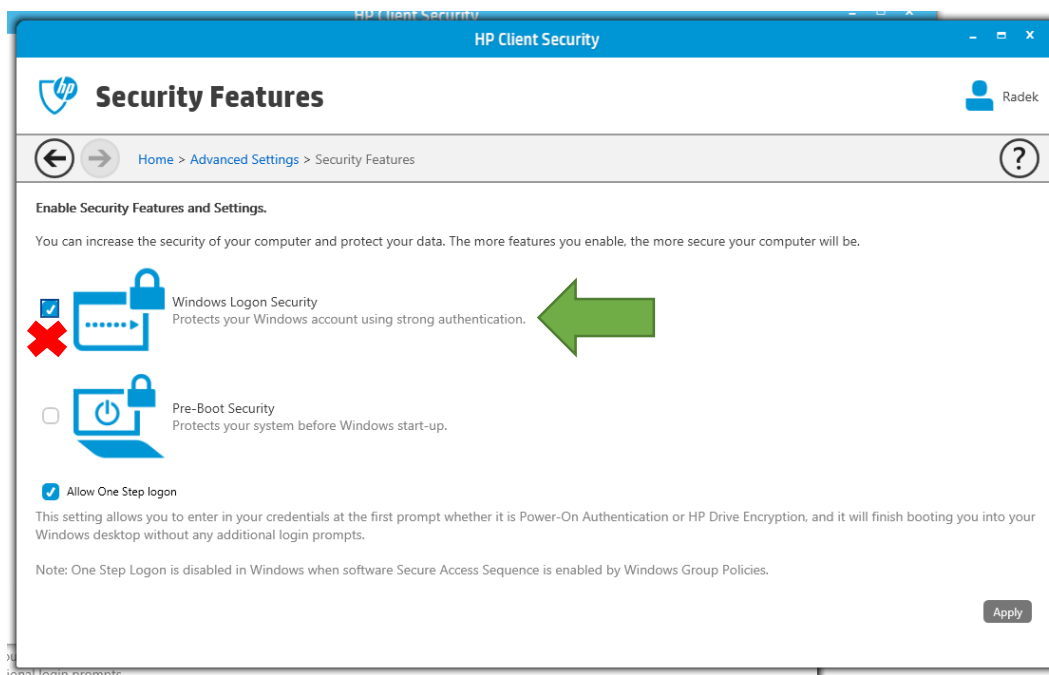 HP Client Security
HP Client Security
hp
Security Features
Radek
Home > Advanced Settings > Security Features
?
Enable Security Features and Settings.
You can increase the security of your computer and protect your data. The more features you enable, the more secure your computer will be.
Windows Logon Security
Protects your Windows account using strong authentication.
Pre-Boot Security
Protects your system before Windows start-up.
Allow One Step logon
This setting allows you to enter in your credentials at the first prompt whether it is Power-On Authentication or HP Drive Encryption, and it will finish booting you into your
Windows desktop without any additional login prompts.
Note: One Step Logon is disabled in Windows when software Secure Access Sequence is enabled by Windows Group Policies.
Apply
login prompts